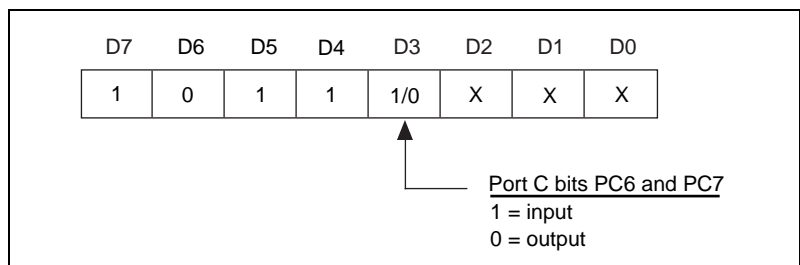 D7 D6 D5 D4 D3 D2 D1 D0
1 0 1 1 1/0 X X X
Port C bits PC6 and PC7
1 = input
0 = output